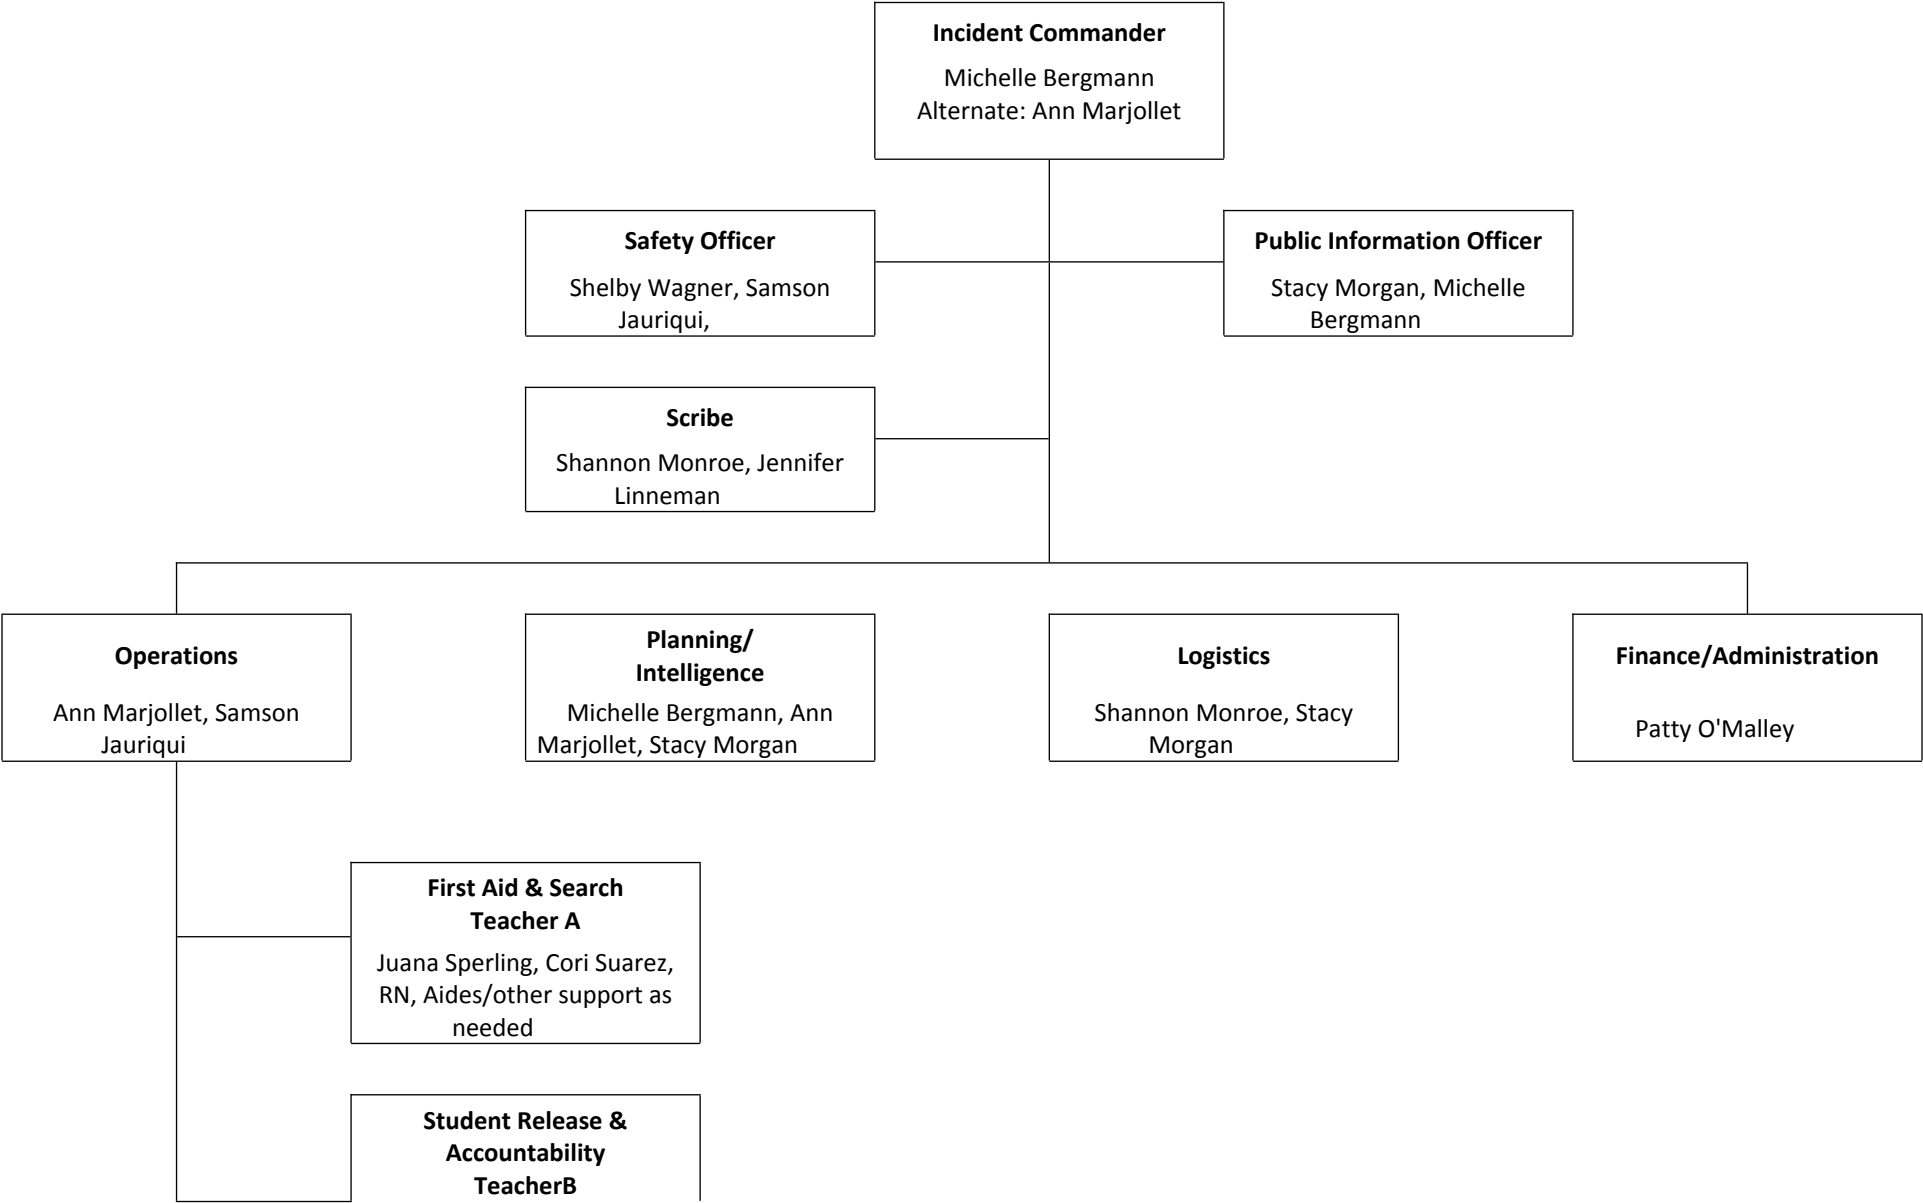 Incident Commander
Michelle Bergmann
Alternate: Ann Marjollet
Safety Officer
Shelby Wagner, Samson
Jauriqui,
Public Information Officer
Stacy Morgan, Michelle
Bergmann
Scribe
Shannon Monroe, Jennifer
Linneman
Operations
Ann Marjollet, Samson
Jauriqui
Planning/
Intelligence
Michelle Bergmann, Ann
Marjollet, Stacy Morgan
Logistics
Shannon Monroe, Stacy
Morgan
Finance/Administration
Patty O'Malley
First Aid & Search
Teacher A
Juana Sperling, Cori Suarez,
RN, Aides/other support as
needed
Student Release &
Accountability
TeacherB